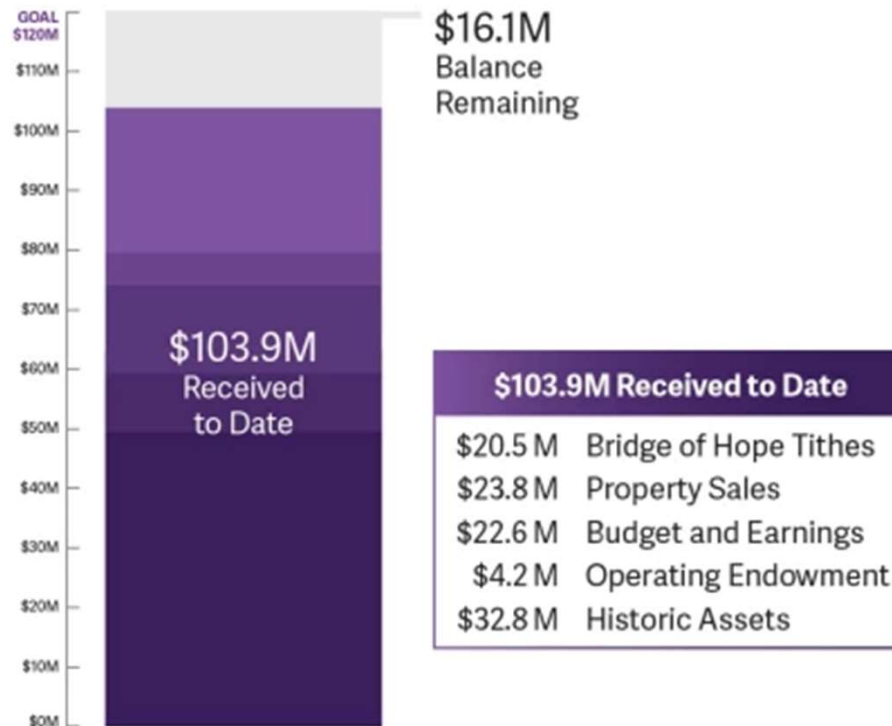 GOAL
$120M
$110M
$100M
$90M
$80M
$70M
$60M
$50M
$40M
$30M
$20M
$10M
$0M
$103.9M
Received
to Date
$16.1M
Balance
Remaining
$103.9M Received to Date
$20.5 M Bridge of Hope Tithes
$23.8 M Property Sales
$22.6 M Budget and Earnings
$4.2 M Operating Endowment
$32.8 M Historic Assets